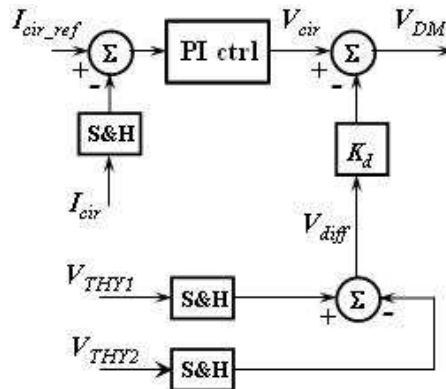 I_cir_ref
V_cir
V_DM
+
Σ
PI ctrl
+
Σ
-
-
S&H
K_d
I_cir
V_diff
V_THY1
S&H
+
Σ
-
V_THY2
S&H